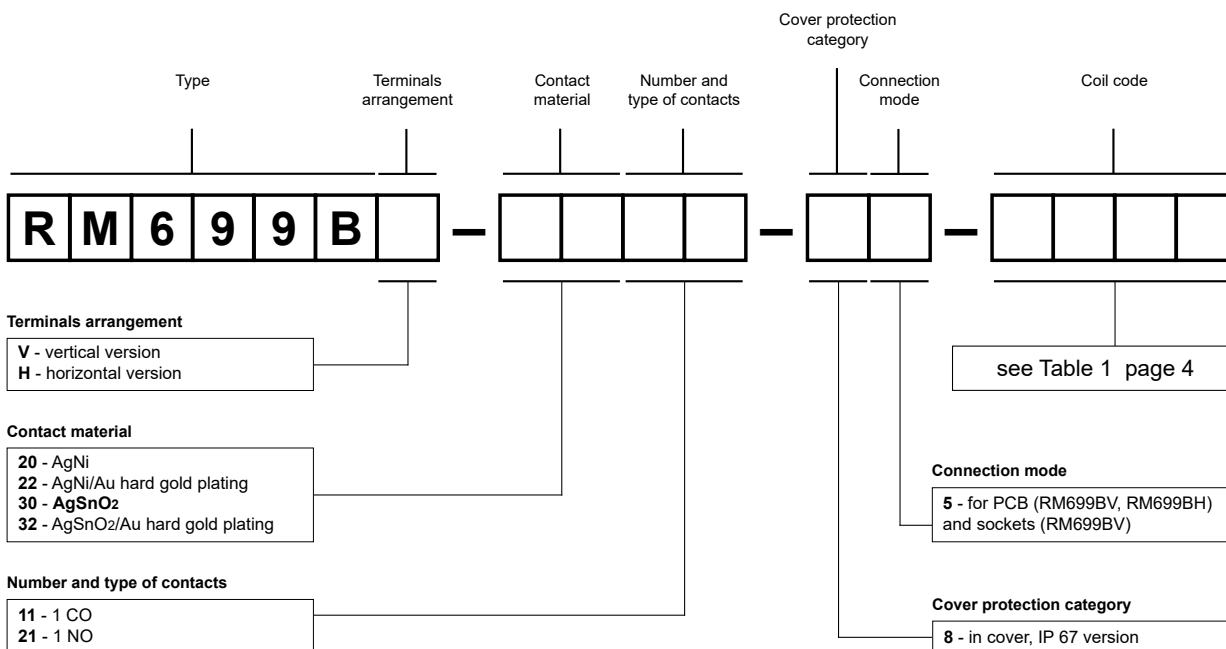 Cover protection
category
Type
Terminals
arrangement
Contact
material
Number and
type of contacts
Connection
mode
Coil code
RM699B – – –
Terminals arrangement
V - vertical version
H - horizontal version
see Table 1 page 4
Contact material
20 - AgNi
22 - AgNi/Au hard gold plating
30 - AgSnO2
32 - AgSnO2/Au hard gold plating
Connection mode
5 - for PCB (RM699BV, RM699BH)
and sockets (RM699BV)
Number and type of contacts
11 - 1 CO
21 - 1 NO
Cover protection category
8 - in cover, IP 67 version